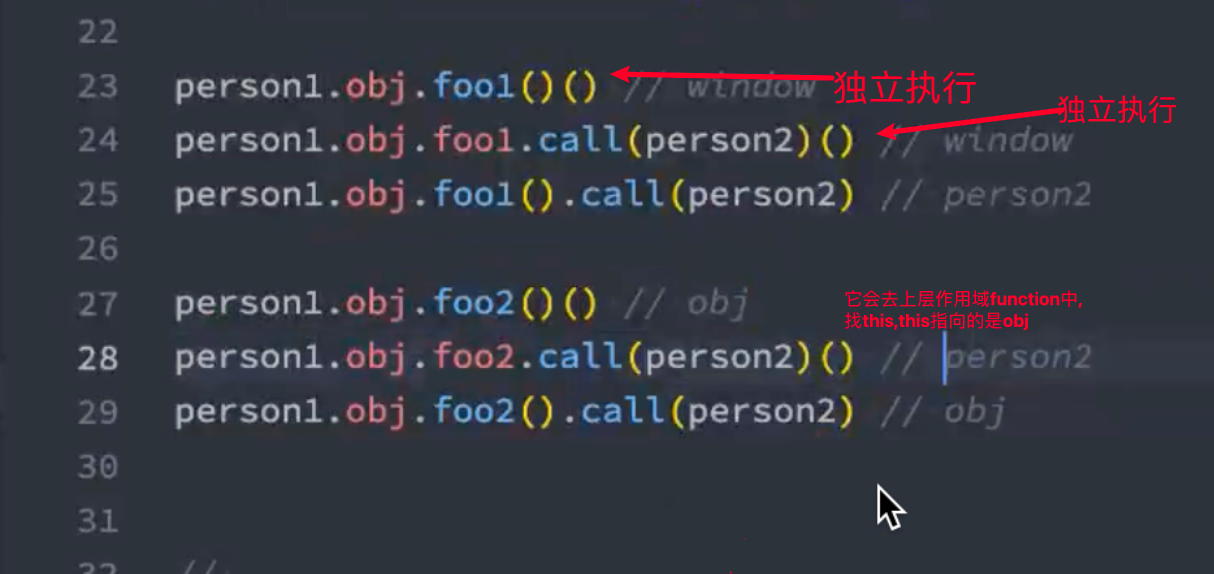 22
23 person1.obj.foo1()() // window 独立执行
独立执行
24 person1.obj.foo1.call(person2)() // window
25 person1.obj.foo1().call(person2) // person2
26
27 person1.obj.foo2()() // obj
它会去上层作用域function中,
找this,this指向的是obj
28 person1.obj.foo2.call(person2)() // person2
29 person1.obj.foo2().call(person2) // obj
30
31
32 //